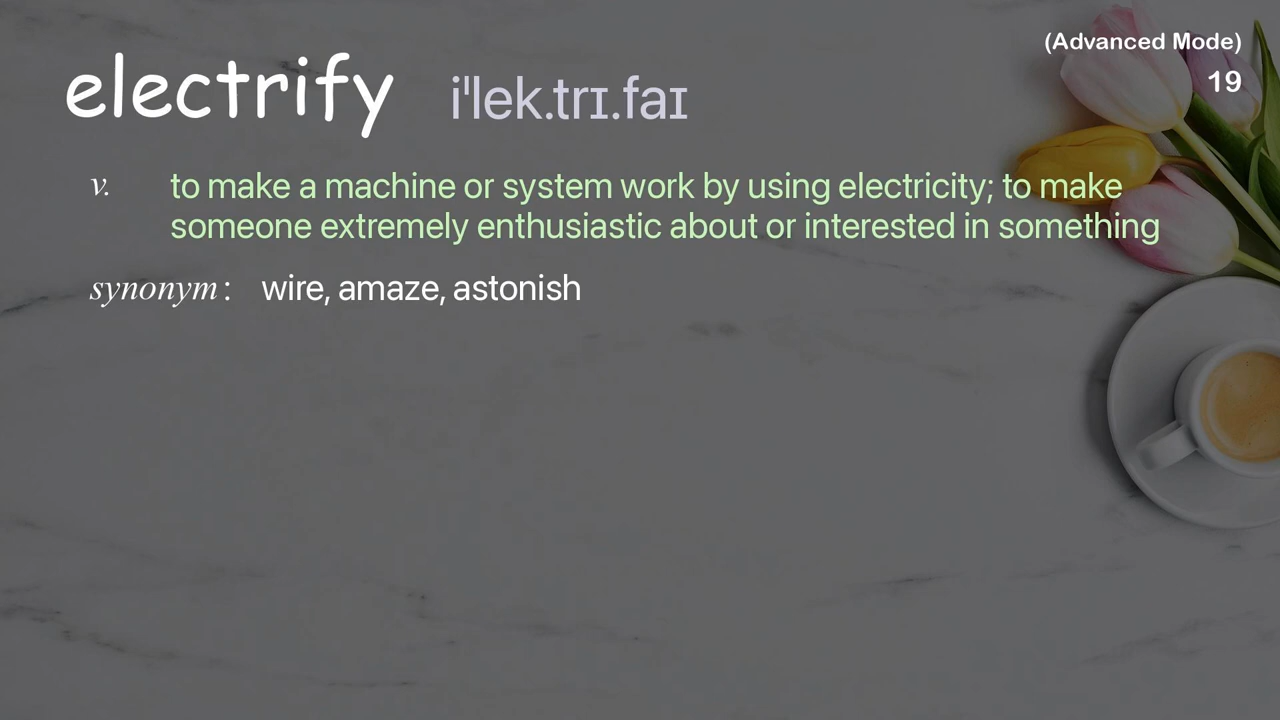 (Advanced Mode)
19
electrify iˈlek.trɪ.faɪ
v. to make a machine or system work by using electricity; to make
someone extremely enthusiastic about or interested in something
synonym: wire, amaze, astonish